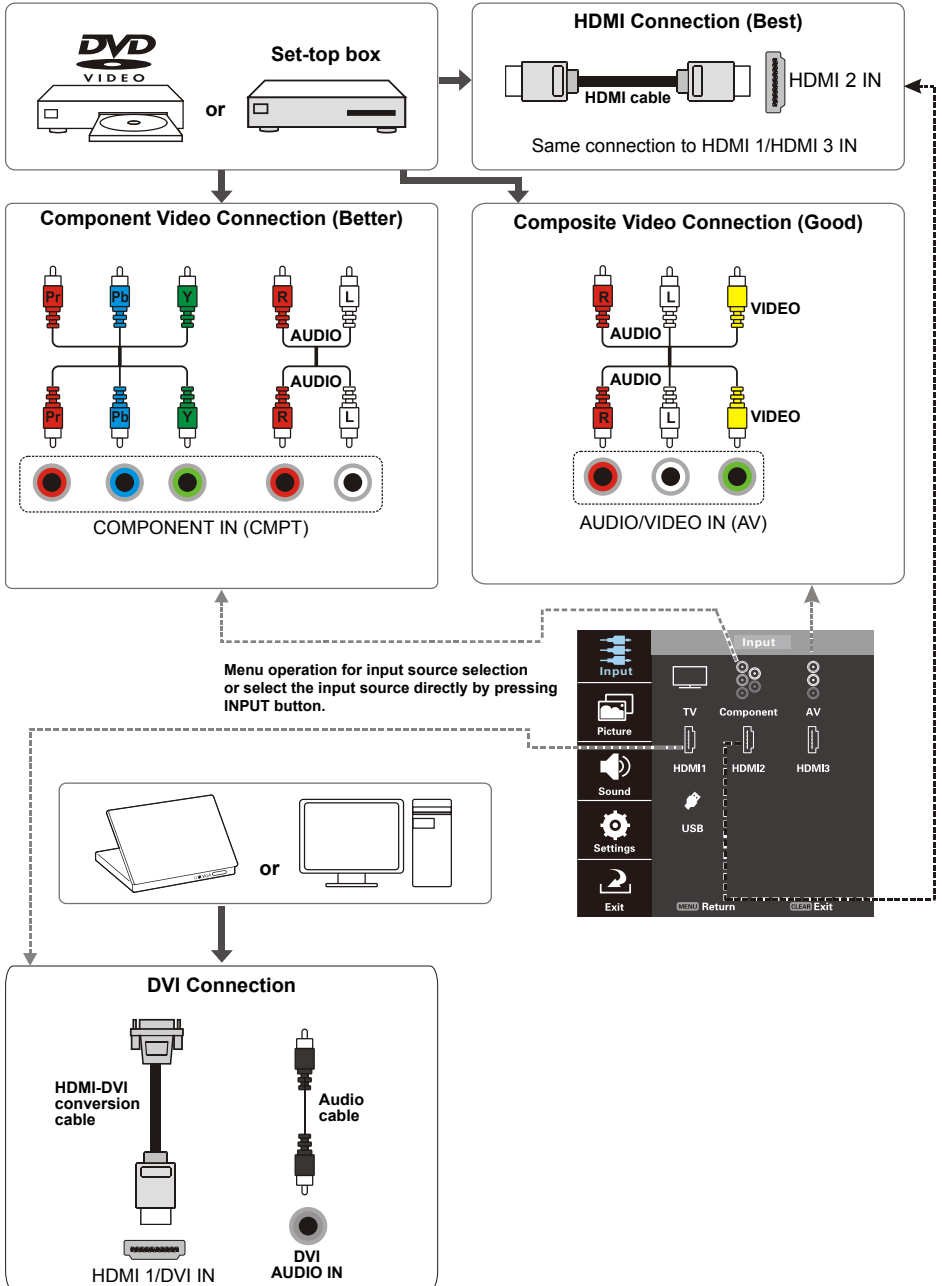 DVD
VIDEO
Set-top box
or
HDMI Connection (Best)
HDMI cable
HDMI 2 IN
Same connection to HDMI 1/HDMI 3 IN
Component Video Connection (Better)
Pr
Pb
Y
R
L
AUDIO
AUDIO
Pr
Pb
Y
R
L
COMPONENT IN (CMPT)
Composite Video Connection (Good)
R
L
VIDEO
AUDIO
AUDIO
R
L
VIDEO
AUDIO/VIDEO IN (AV)
Menu operation for input source selection
or select the input source directly by pressing
INPUT button.
Input
Input
Picture
Sound
Settings
Exit
TV
Component
AV
HDMI1
HDMI2
HDMI3
USB
MENU Return
CLEAR Exit
or
DVI Connection
HDMI-DVI
conversion
cable
Audio
cable
HDMI 1/DVI IN
DVI
AUDIO IN